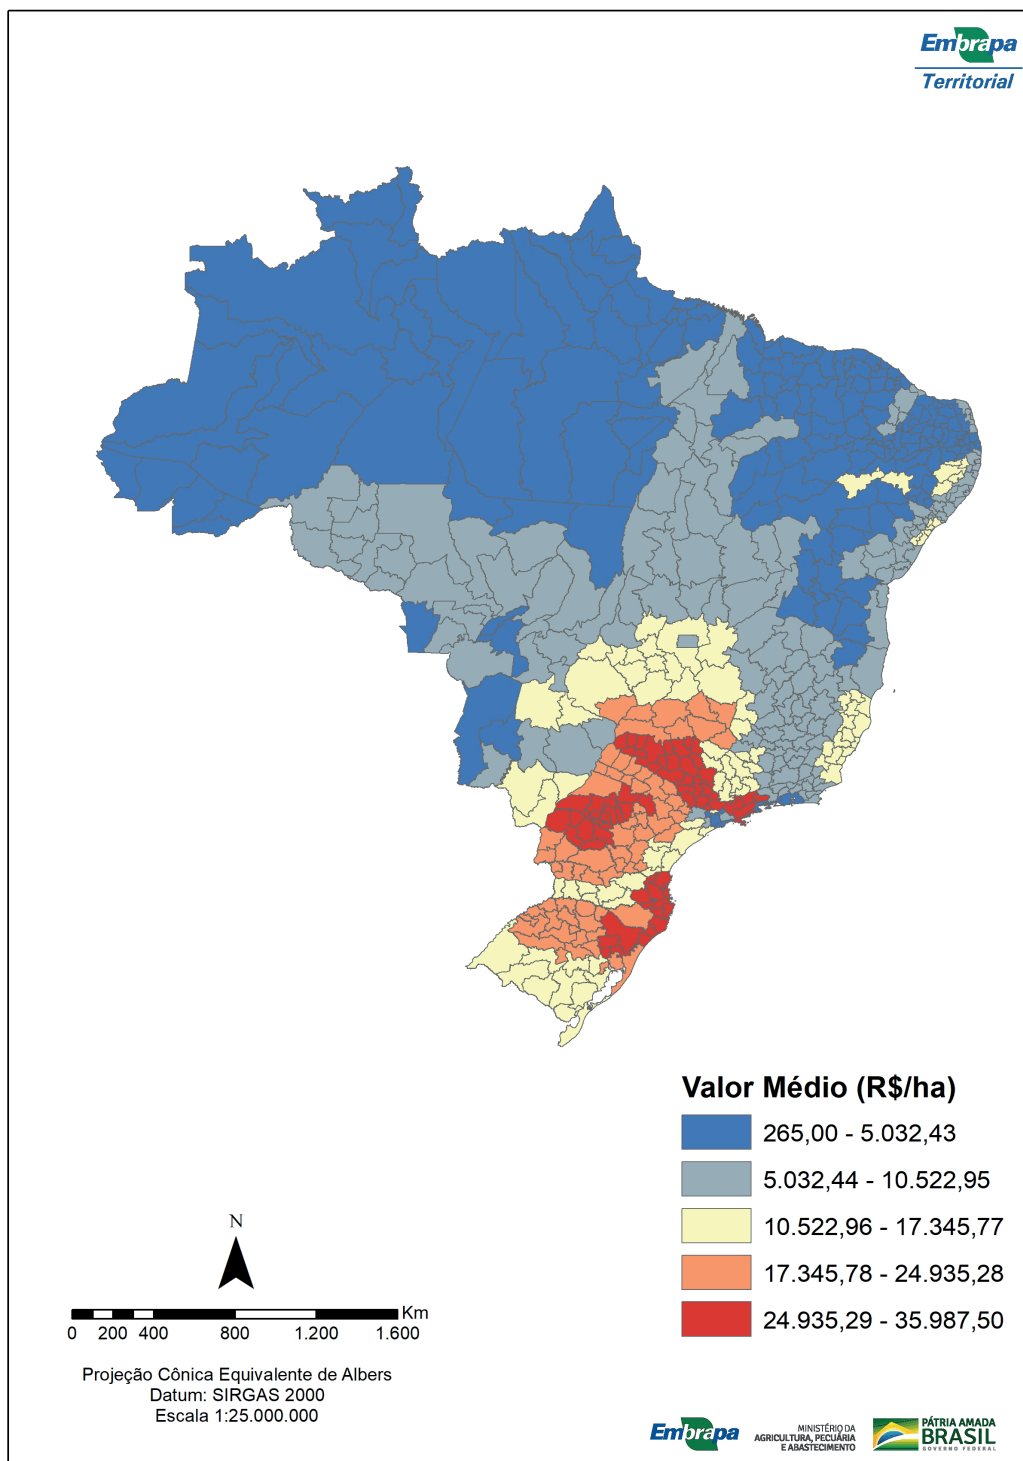 Embrapa
Territorial
Valor Médio (R$/ha)
265,00 - 5.032,43
5.032,44 - 10.522,95
10.522,96 - 17.345,77
17.345,78 - 24.935,28
24.935,29 - 35.987,50
N
Km
0 200 400 800 1.200 1.600
Projeção Cônica Equivalente de Albers
Datum: SIRGAS 2000
Escala 1:25.000.000
Embrapa
MINISTÉRIO DA
AGRICULTURA, PECUÁRIA
E ABASTECIMENTO
PÁTRIA AMADA
BRASIL
GOVERNO FEDERAL